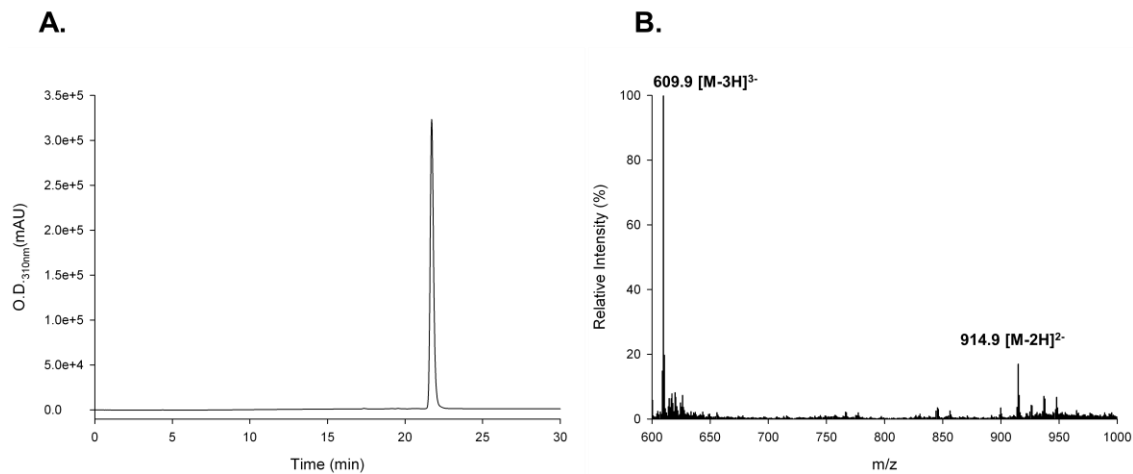 A.
3.5e+5
3.0e+5
2.5e+5
2.0e+5
1.5e+5
1.0e+5
5.0e+4
0.0
O.D.310nm(mAU)
0 5 10 15 20 25 30
Time (min)
B.
609.9 [M-3H]3-
914.9 [M-2H]2-
100
80
60
40
20
0
Relative Intensity (%)
600 650 700 750 800 850 900 950 1000
m/z